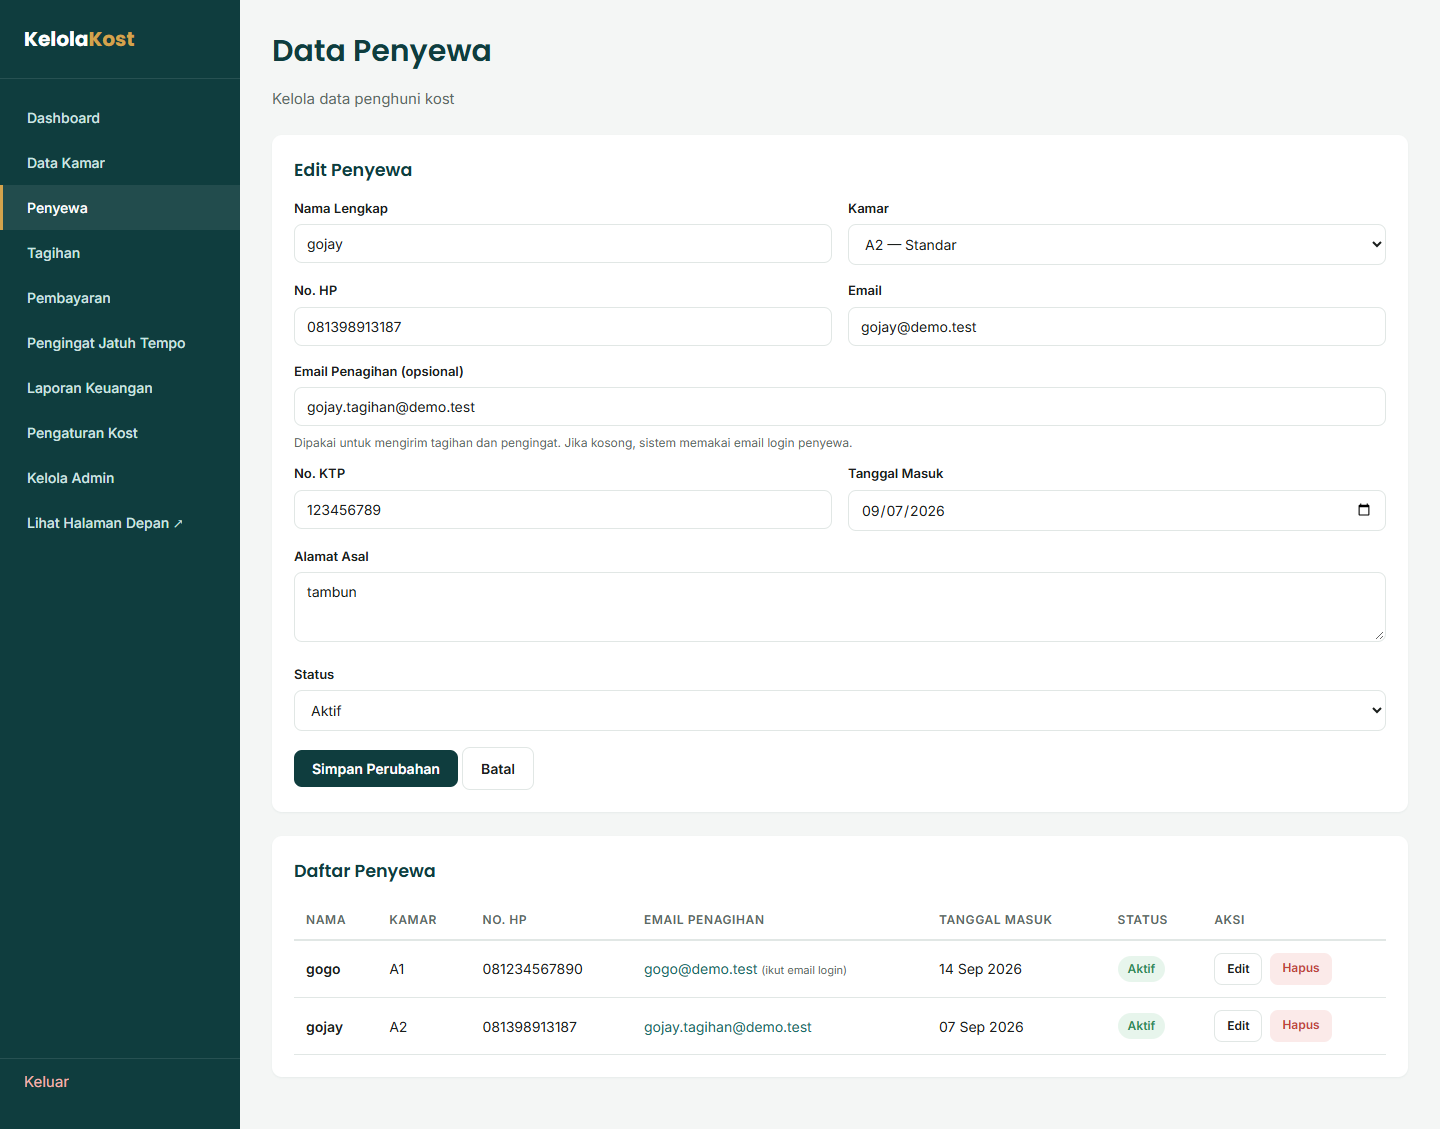 KelolaKost
Dashboard
Data Kamar
Penyewa
Tagihan
Pembayaran
Pengingat Jatuh Tempo
Laporan Keuangan
Pengaturan Kost
Kelola Admin
Lihat Halaman Depan ↗
Keluar
Data Penyewa
Kelola data penghuni kost
Edit Penyewa
Nama Lengkap
gojay
Kamar
A2 — Standar
No. HP
081398913187
Email
gojay@demo.test
Email Penagihan (opsional)
gojay.tagihan@demo.test
Dipakai untuk mengirim tagihan dan pengingat. Jika kosong, sistem memakai email login penyewa.
No. KTP
123456789
Tanggal Masuk
09/07/2026
Alamat Asal
tambun
Status
Aktif
Simpan Perubahan Batal
Daftar Penyewa
NAMA KAMAR NO. HP EMAIL PENAGIHAN TANGGAL MASUK STATUS AKSI
gogo A1 081234567890 gogo@demo.test (ikut email login) 14 Sep 2026 Aktif Edit Hapus
gojay A2 081398913187 gojay.tagihan@demo.test 07 Sep 2026 Aktif Edit Hapus